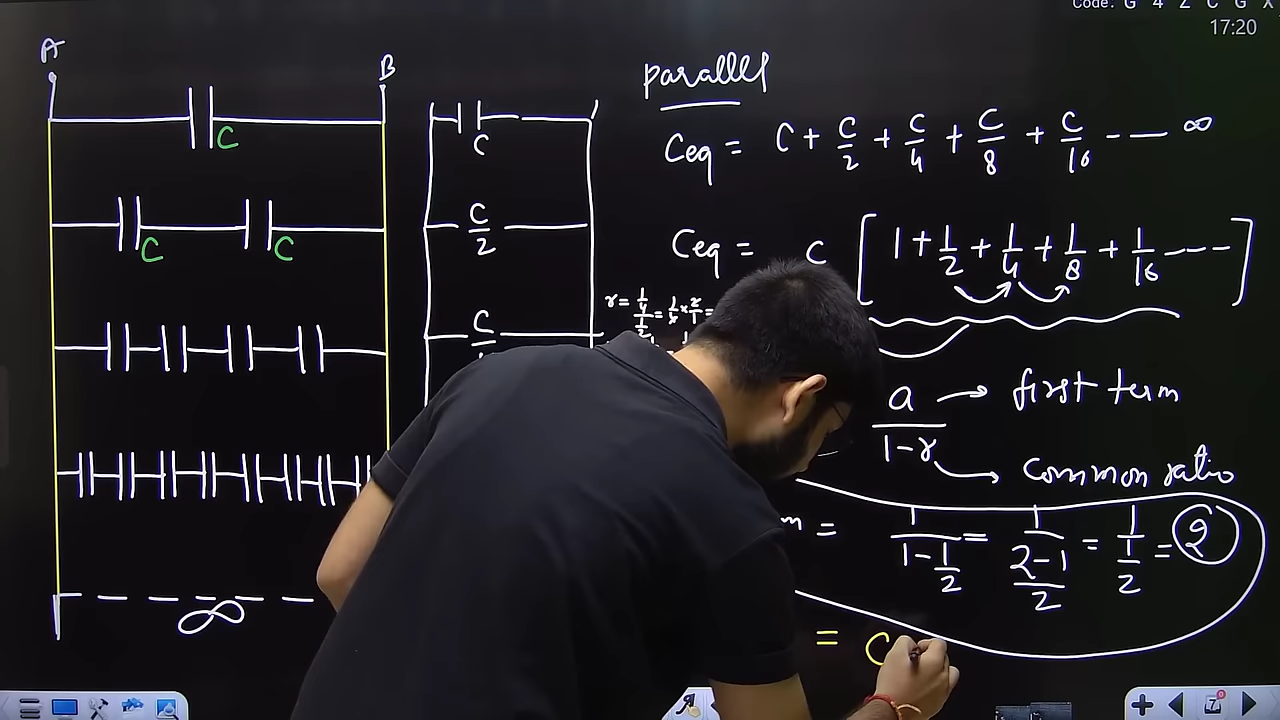 Code: G 4 Z C G X
17:20
A
B
C
C C
∞
C
C/2
C/
Parallel
Ceq = C + C/2 + C/4 + C/8 + C/16 - - — ∞
Ceq = C [1 + 1/2 + 1/4 + 1/8 + 1/16 - - - -]
a/1-r → first term
→ common ratio
m = 1/(1-1/2) = 1/((2-1)/2) = 1/(1/2) = 2
= C